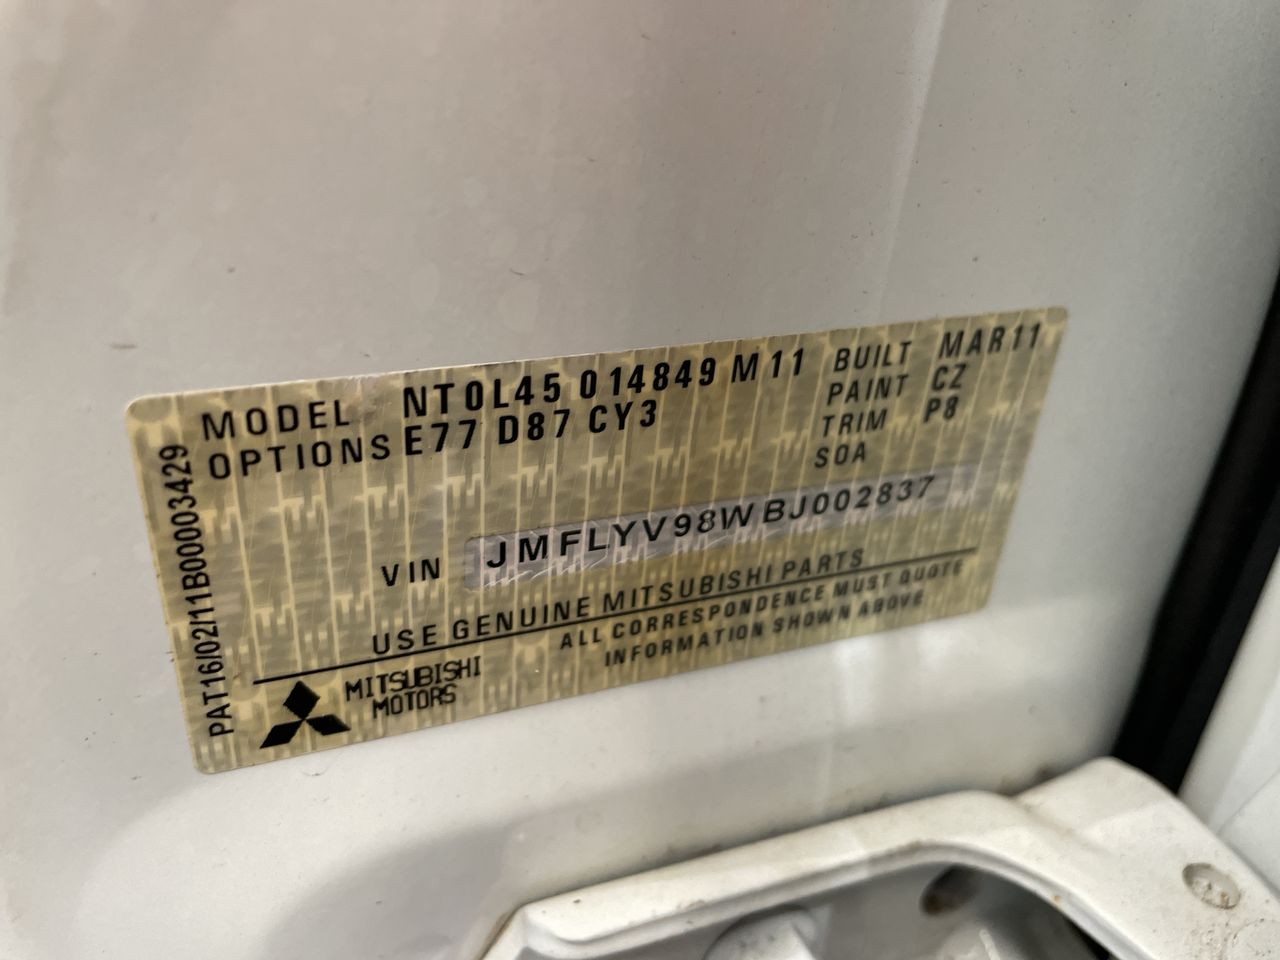 MODEL NT0L45 014849 M11 BUILT MAR11
OPTIONS E77 D87 CY3 PAINT CZ
TRIM P8
SOA
VIN JMFLYV98WBJ002837
USE GENUINE MITSUBISHI PARTS
ALL CORRESPONDENCE MUST QUOTE
INFORMATION SHOWN ABOVE
MITSUBISHI
MOTORS
PAT16/02/11B00003429